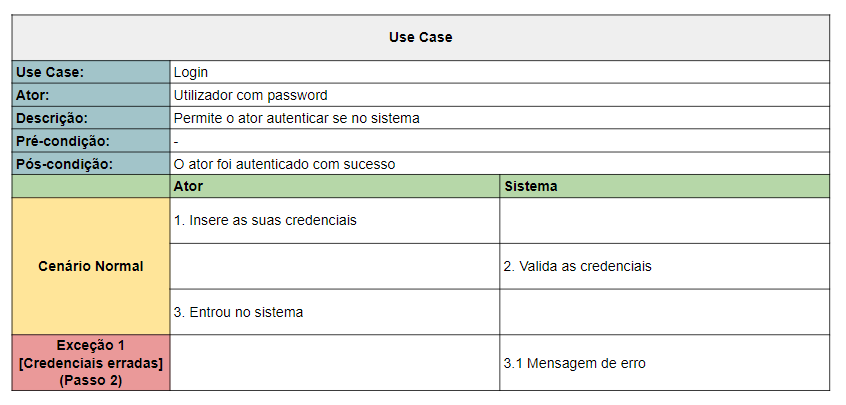 Use Case
Use Case: Login
Ator: Utilizador com password
Descrição: Permite o ator autenticar se no sistema
Pré-condição: -
Pós-condição: O ator foi autenticado com sucesso
Ator Sistema
Cenário Normal
1. Insere as suas credenciais
2. Valida as credenciais
3. Entrou no sistema
Exceção 1
[Credenciais erradas]
(Passo 2)
3.1 Mensagem de erro